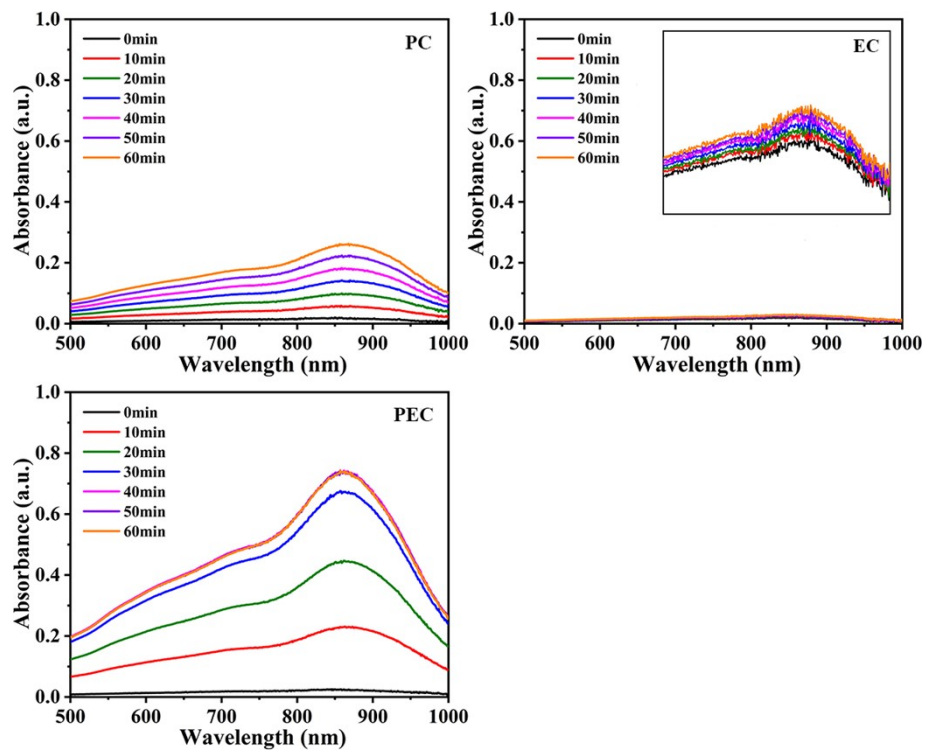 PC
0min
10min
20min
30min
40min
50min
60min
1.0
0.8
0.6
0.4
0.2
0.0
Absorbance (a.u.)
500 600 700 800 900 1000
Wavelength (nm)
EC
0min
10min
20min
30min
40min
50min
60min
1.0
0.8
0.6
0.4
0.2
0.0
Absorbance (a.u.)
500 600 700 800 900 1000
Wavelength (nm)
PEC
0min
10min
20min
30min
40min
50min
60min
1.0
0.8
0.6
0.4
0.2
0.0
Absorbance (a.u.)
500 600 700 800 900 1000
Wavelength (nm)